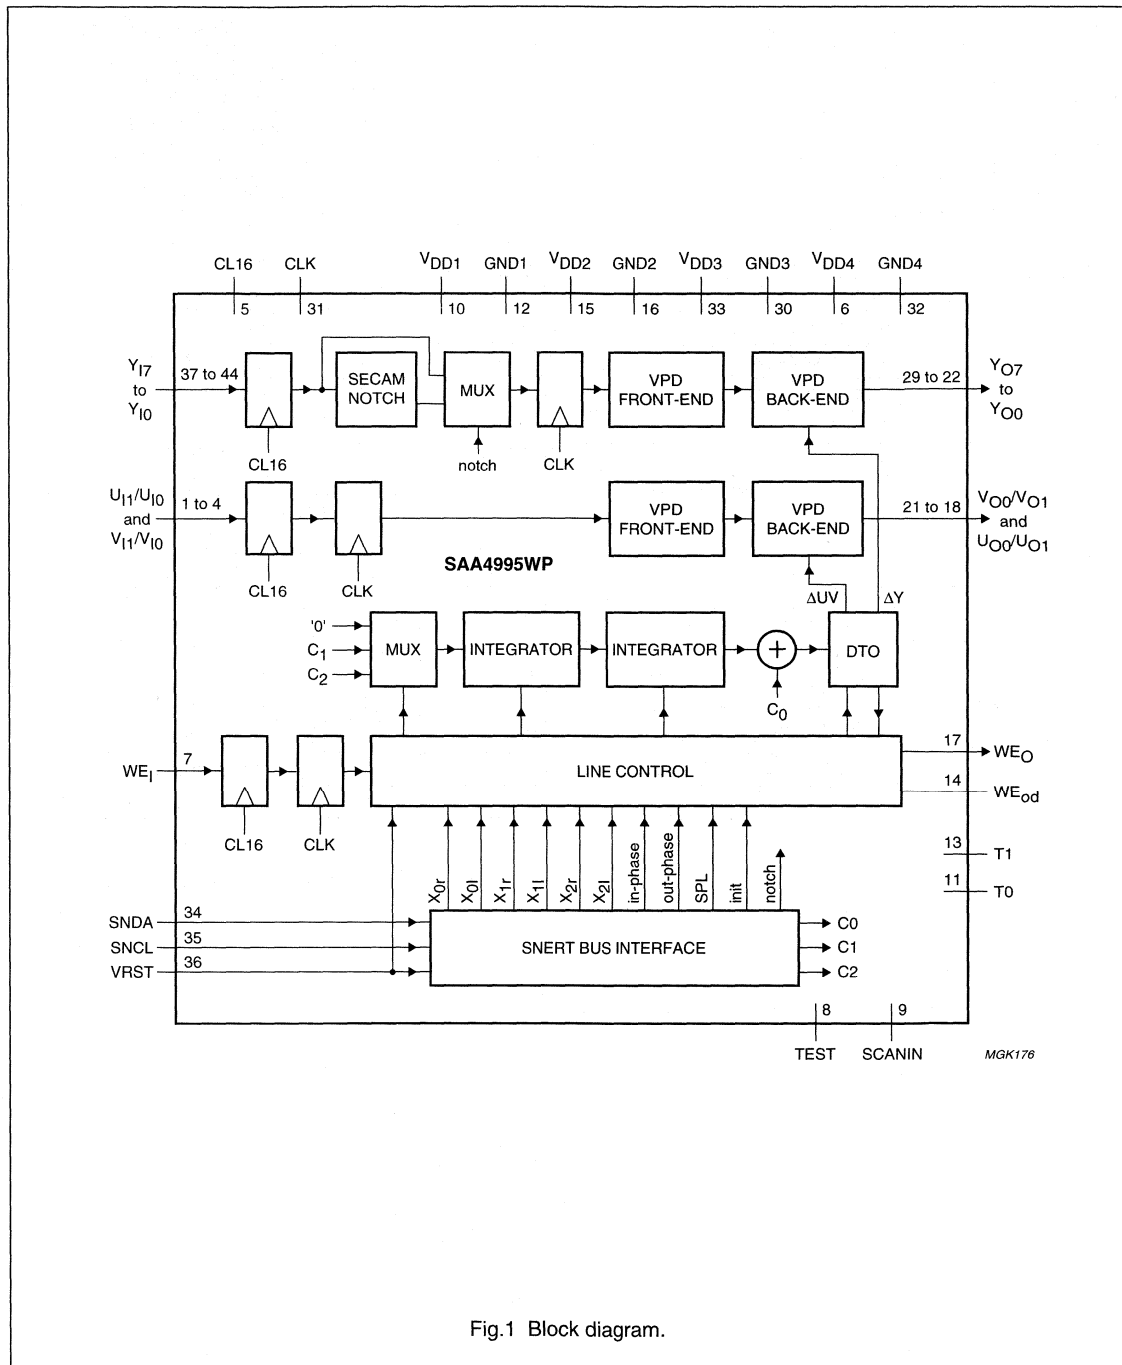 CL16 CLK VDD1 GND1 VDD2 GND2 VDD3 GND3 VDD4 GND4
5 31 10 12 15 16 33 30 6 32
YI7
to
YI0
37 to 44
SECAM
NOTCH
MUX
VPD
FRONT-END
VPD
BACK-END
29 to 22
YO7
to
YO0
CL16
notch
CLK
UI1/UI0
and
VI1/VI0
1 to 4
VPD
FRONT-END
VPD
BACK-END
21 to 18
VO0/VO1
and
UO0/UO1
CL16
CLK
SAA4995WP
ΔUV
ΔY
'0'
C1
C2
MUX
INTEGRATOR
INTEGRATOR
+
C0
DTO
WEI
7
LINE CONTROL
17
WEO
14
WEod
CL16
CLK
X0r
X0l
X1r
X1l
X2r
X2l
in-phase
out-phase
SPL
init
notch
13
T1
11
T0
SNDA
34
SNCL
35
VRST
36
SNERT BUS INTERFACE
C0
C1
C2
8
9
TEST
SCANIN
MGK176
Fig.1 Block diagram.